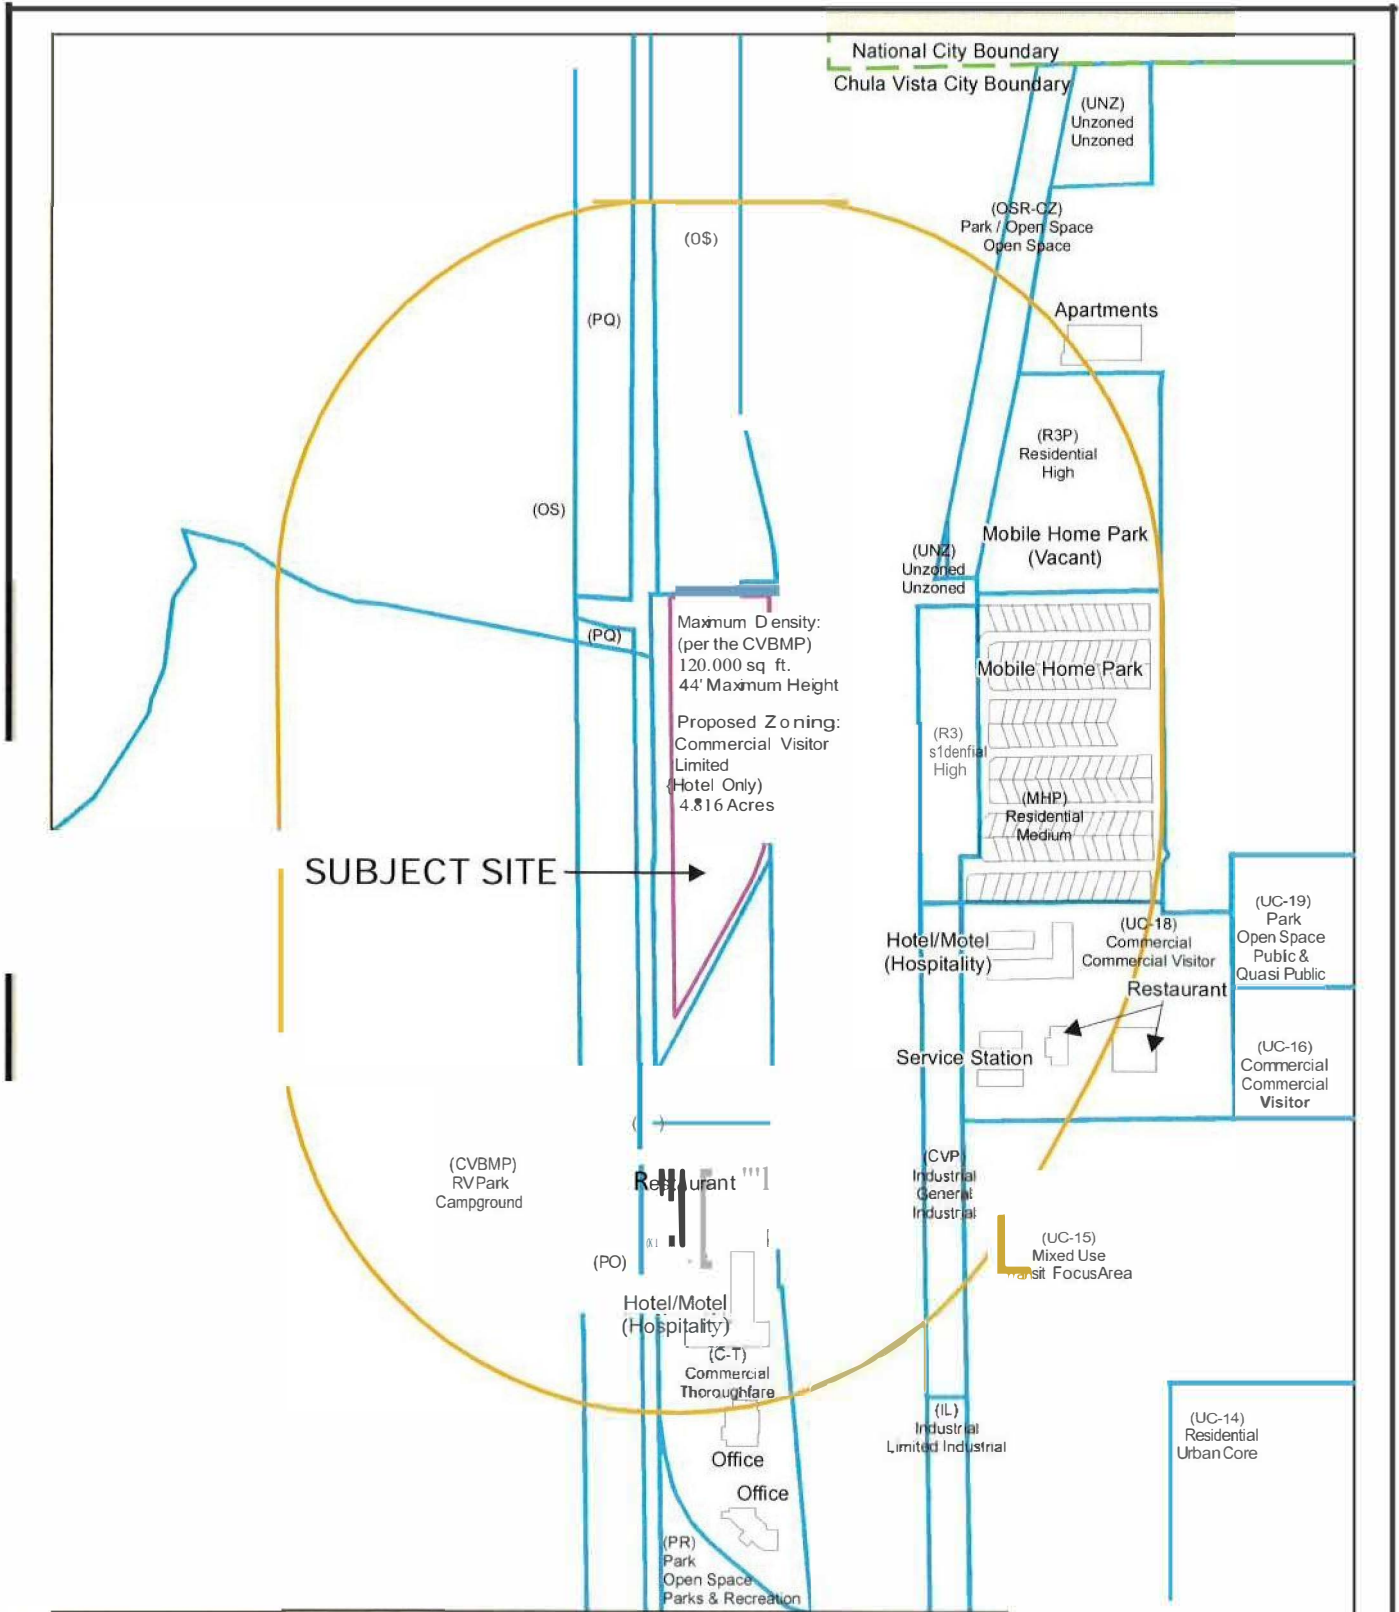 National City Boundary
Chula Vista City Boundary
(UNZ)
Unzoned
Unzoned
(OSR-CZ)
Park / Open Space
Open Space
(0$)
(PQ)
Apartments
(R3P)
Residential
High
(OS)
Mobile Home Park
(Vacant)
(UNZ)
Unzoned
Unzoned
(PQ)
Maximum Density:
(per the CVBMP)
120.000 sq ft.
44' Maximum Height
Proposed Zoning:
Commercial Visitor
Limited
(Hotel Only)
4.816 Acres
Mobile Home Park
(R3)
s1denfial
High
(MHP)
Residential
Medium
SUBJECT SITE
(UC-19)
Park
Open Space
Public &
Quasi Public
Hotel/Motel
(Hospitality)
(UC-18)
Commercial
Commercial Visitor
Restaurant
Service Station
(UC-16)
Commercial
Commercial
Visitor
( )
(CVBMP)
RV Park
Campground
Restaurant
(CVP)
Industrial
General
Industrial
(PO)
(UC-15)
Mixed Use
ansit Focus Area
Hotel/Motel
(Hospitality)
(C-T)
Commercial
Thoroughfare
(IL)
Industrial
Limited Industrial
(UC-14)
Residential
Urban Core
Office
Office
(PR)
Park
Open Space
Parks & Recreation